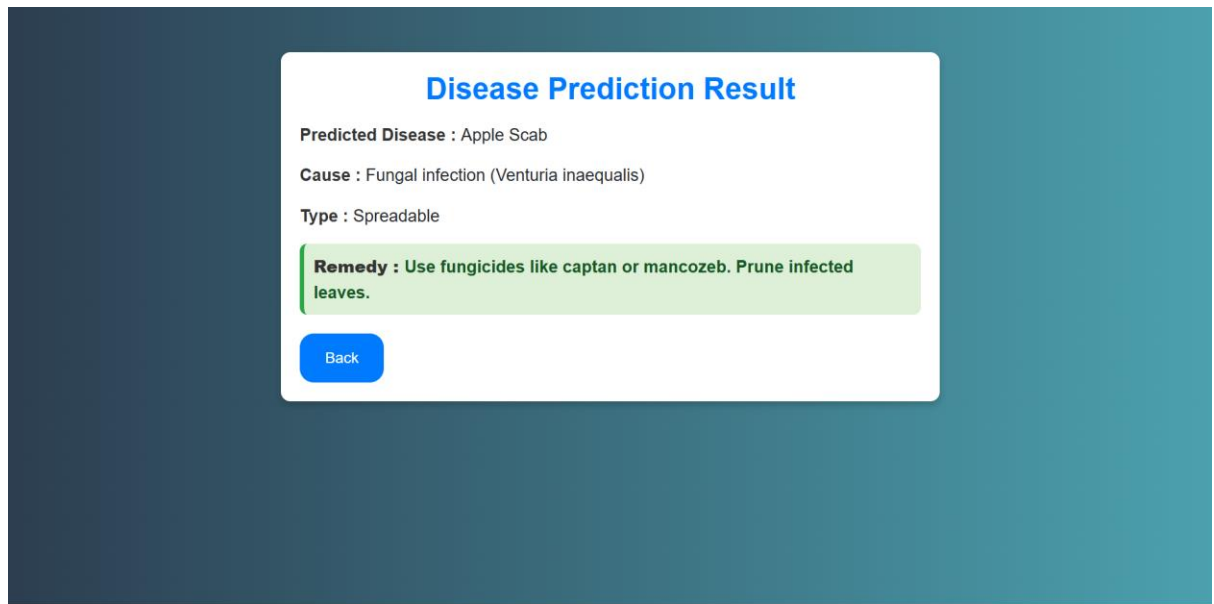 Disease Prediction Result
Predicted Disease : Apple Scab
Cause : Fungal infection (Venturia inaequalis)
Type : Spreadable
Remedy : Use fungicides like captan or mancozeb. Prune infected
leaves.
Back